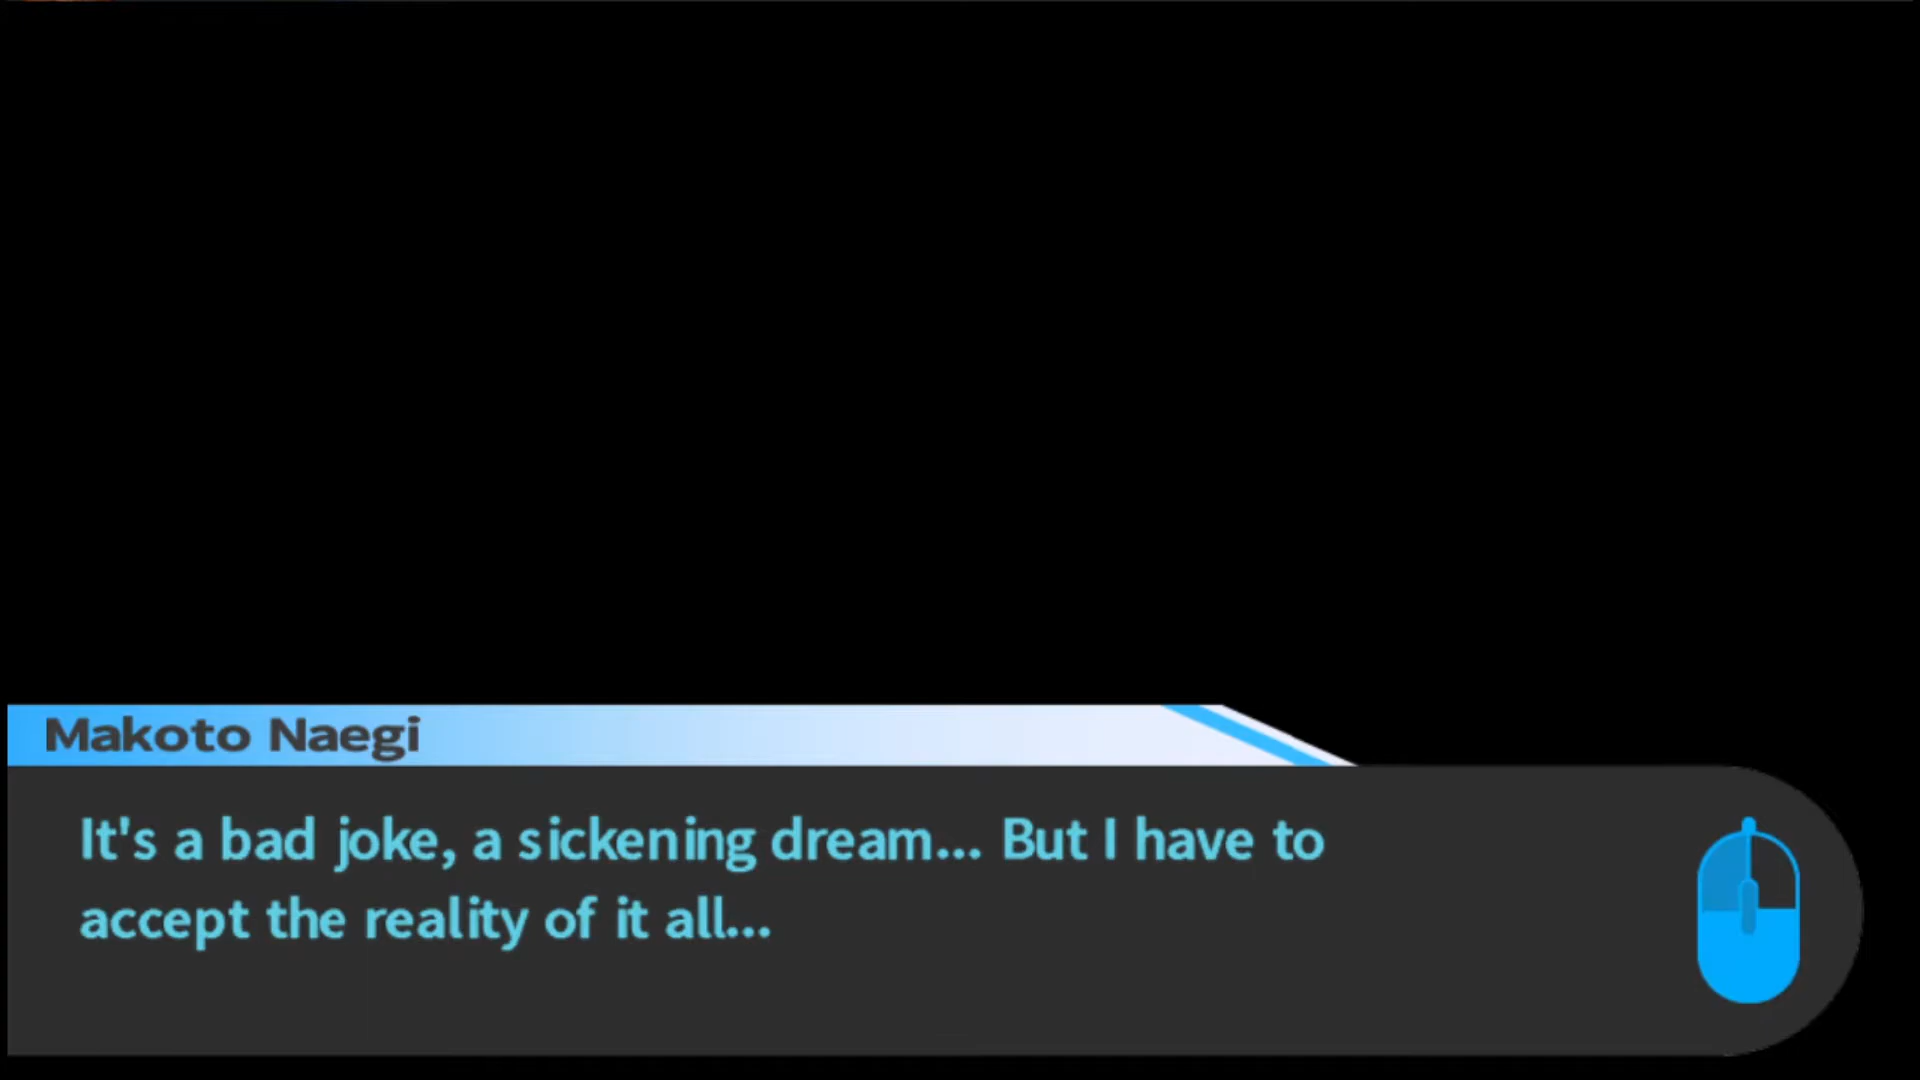 Makoto Naegi
It's a bad joke, a sickening dream... But I have to
accept the reality of it all...